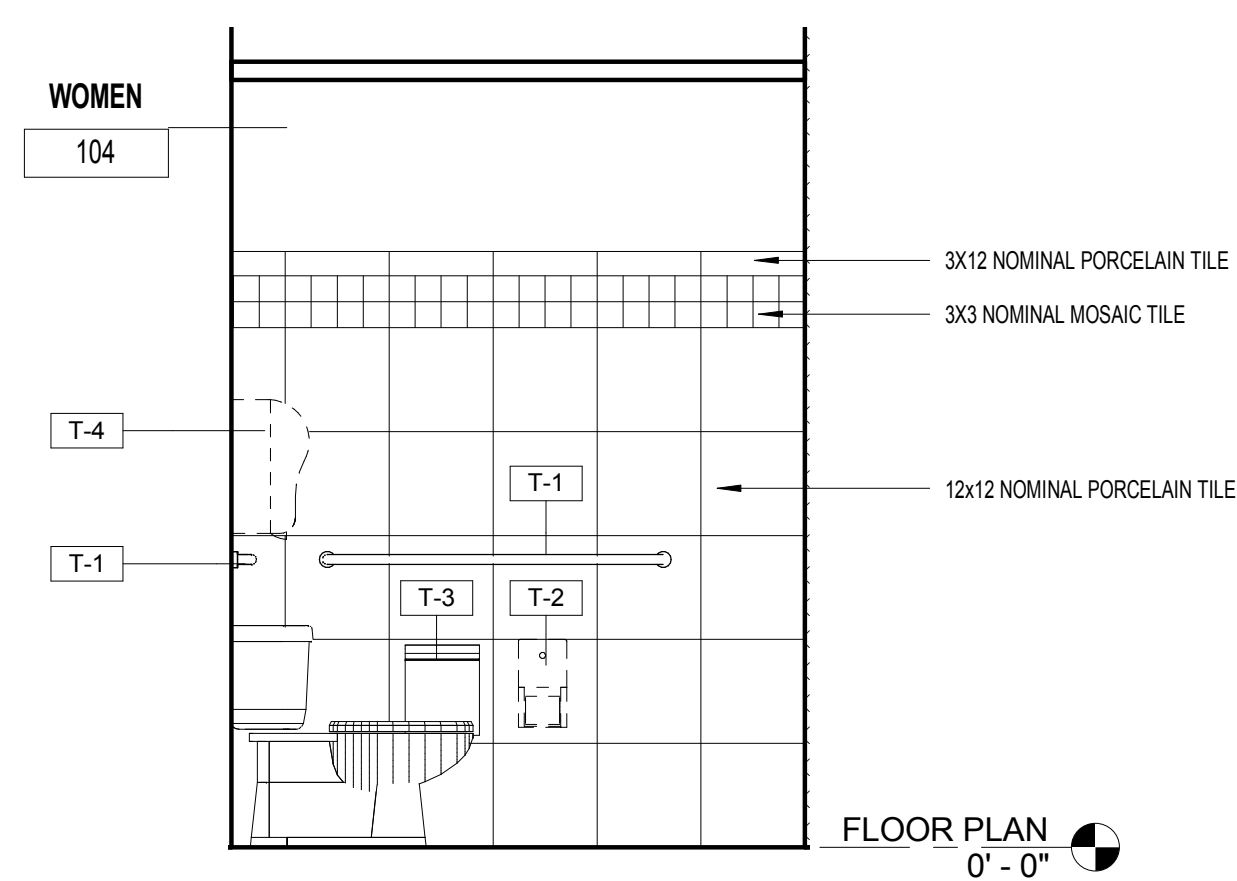 WOMEN
104
3X12 NOMINAL PORCELAIN TILE
3X3 NOMINAL MOSAIC TILE
T-4
T-1
12x12 NOMINAL PORCELAIN TILE
T-1
T-3
T-2
FLOOR PLAN
0' - 0"